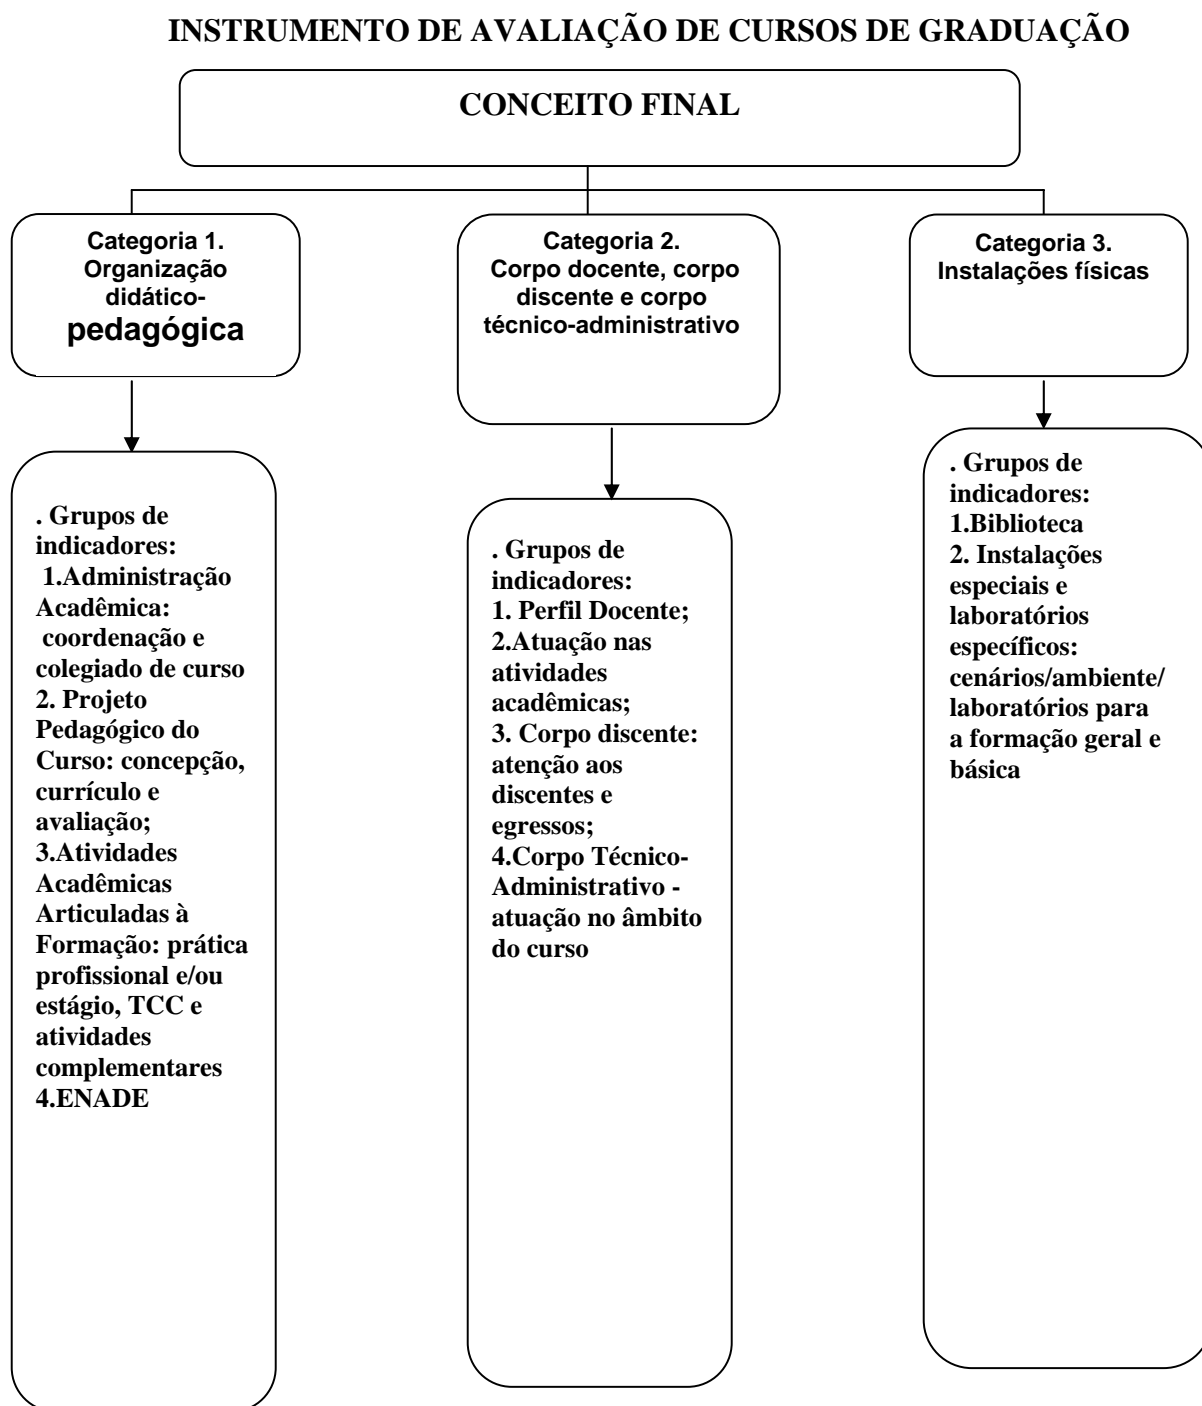 INSTRUMENTO DE AVALIAÇÃO DE CURSOS DE GRADUAÇÃO
CONCEITO FINAL
Categoria 1.
Organização
didático-
pedagógica
Categoria 2.
Corpo docente, corpo
discente e corpo
técnico-administrativo
Categoria 3.
Instalações físicas
. Grupos de
indicadores:
1.Administração
Acadêmica:
coordenação e
colegiado de curso
2. Projeto
Pedagógico do
Curso: concepção,
currículo e
avaliação;
3.Atividades
Acadêmicas
Articuladas à
Formação: prática
profissional e/ou
estágio, TCC e
atividades
complementares
4.ENADE
. Grupos de
indicadores:
1. Perfil Docente;
2.Atuação nas
atividades
acadêmicas;
3. Corpo discente:
atenção aos
discentes e
egressos;
4.Corpo Técnico-
Administrativo -
atuação no âmbito
do curso
. Grupos de
indicadores:
1.Biblioteca
2. Instalações
especiais e
laboratórios
específicos:
cenários/ambiente/
laboratórios para
a formação geral e
básica